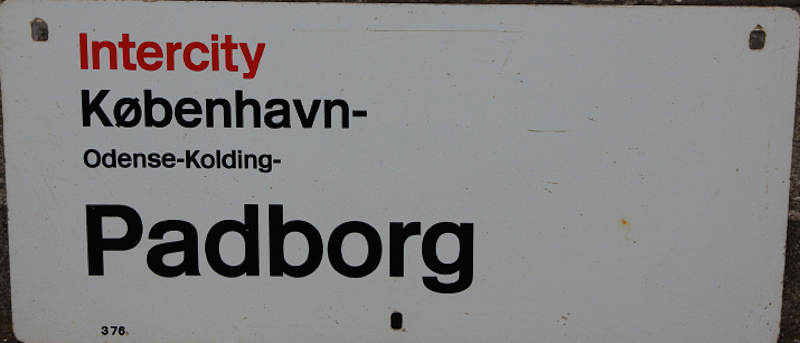 Intercity
København-
Odense-Kolding-
Padborg
376